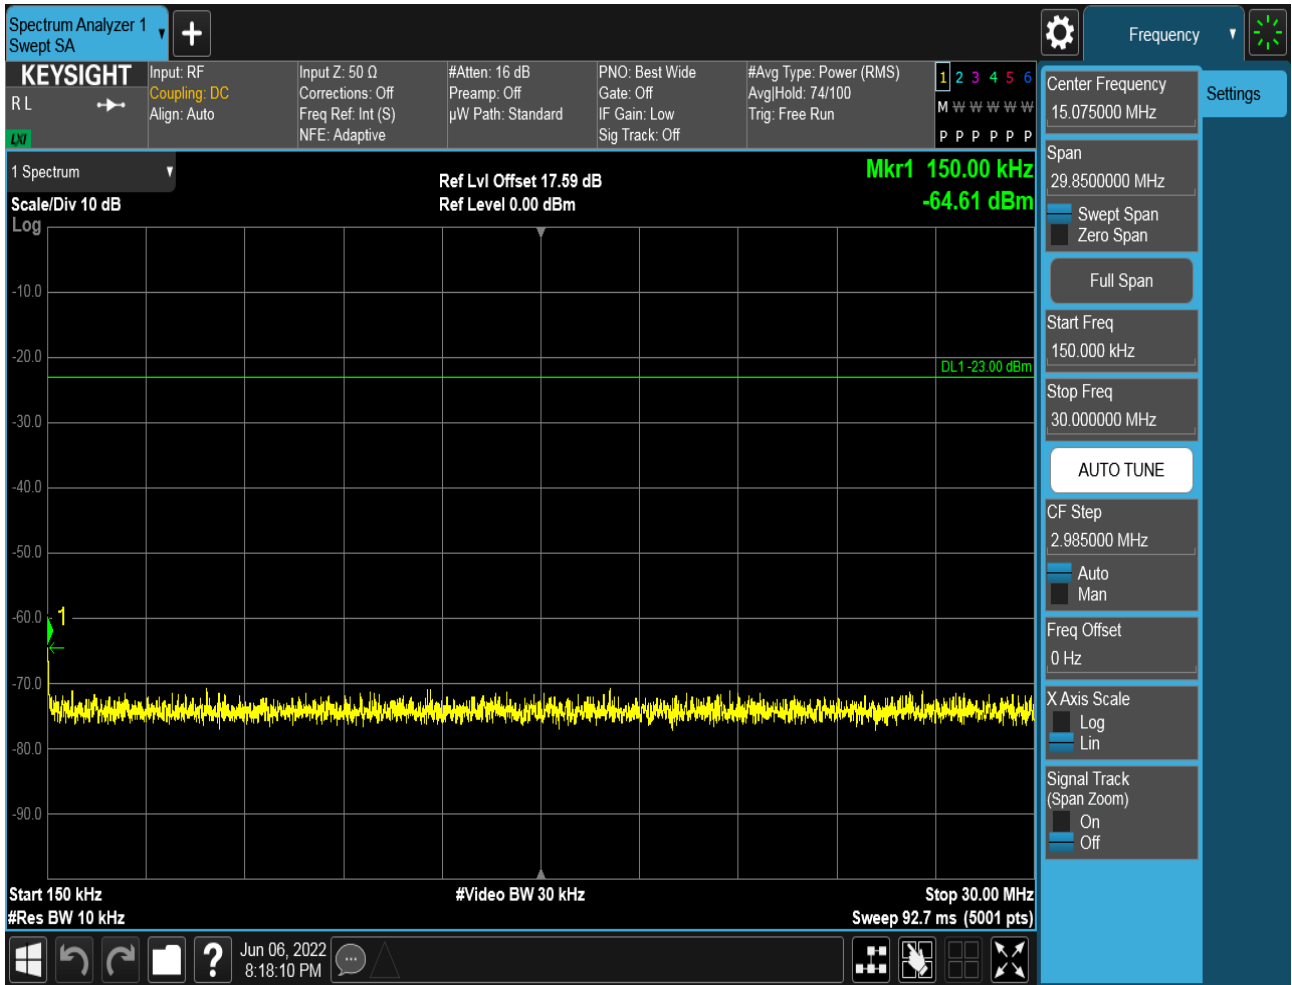 Spectrum Analyzer 1
Swept SA
Frequency
KEYSIGHT
R L
LXI
Input: RF
Coupling: DC
Align: Auto
Input Z: 50 Ω
Corrections: Off
Freq Ref: Int (S)
NFE: Adaptive
#Atten: 16 dB
Preamp: Off
µW Path: Standard
PNO: Best Wide
Gate: Off
IF Gain: Low
Sig Track: Off
#Avg Type: Power (RMS)
Avg|Hold: 74/100
Trig: Free Run
1 2 3 4 5 6
M W W W W W
P P P P P P
1 Spectrum
Scale/Div 10 dB
Log
Ref Lvl Offset 17.59 dB
Ref Level 0.00 dBm
Mkr1 150.00 kHz
-64.61 dBm
-10.0
-20.0
DL1 -23.00 dBm
-30.0
-40.0
-50.0
-60.0
1
-70.0
-80.0
-90.0
Start 150 kHz
#Video BW 30 kHz
Stop 30.00 MHz
#Res BW 10 kHz
Sweep 92.7 ms (5001 pts)
?
Jun 06, 2022
8:18:10 PM
Center Frequency
15.075000 MHz
Settings
Span
29.8500000 MHz
Swept Span
Zero Span
Full Span
Start Freq
150.000 kHz
Stop Freq
30.000000 MHz
AUTO TUNE
CF Step
2.985000 MHz
Auto
Man
Freq Offset
0 Hz
X Axis Scale
Log
Lin
Signal Track
(Span Zoom)
On
Off